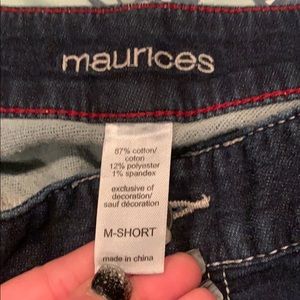 maurices
87% cotton/
coton
12% polyester
1% spandex
exclusive of
decoration/
sauf décoration
M-SHORT
made in china